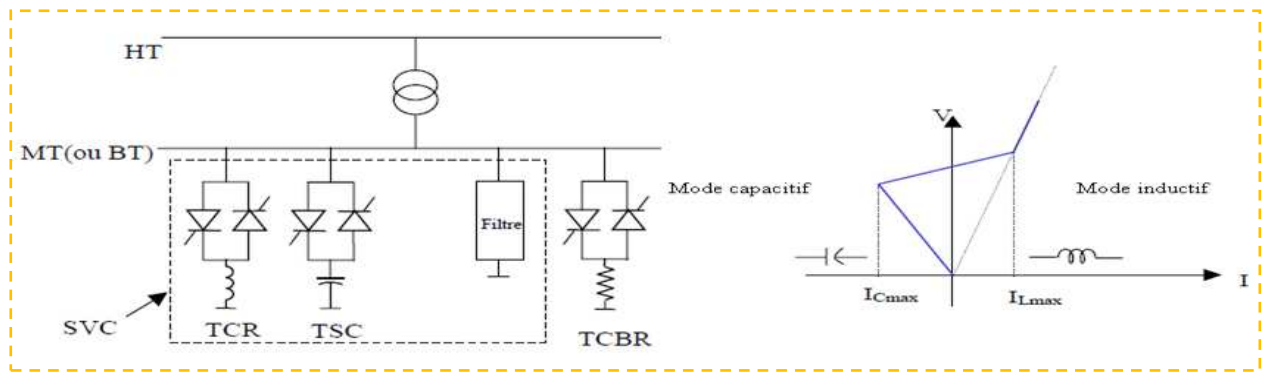 HT
MT(ou BT)
Filtre
SVC
TCR
TSC
TCBR
V
Mode capacitif
Mode inductif
I
ICmax
ILmax